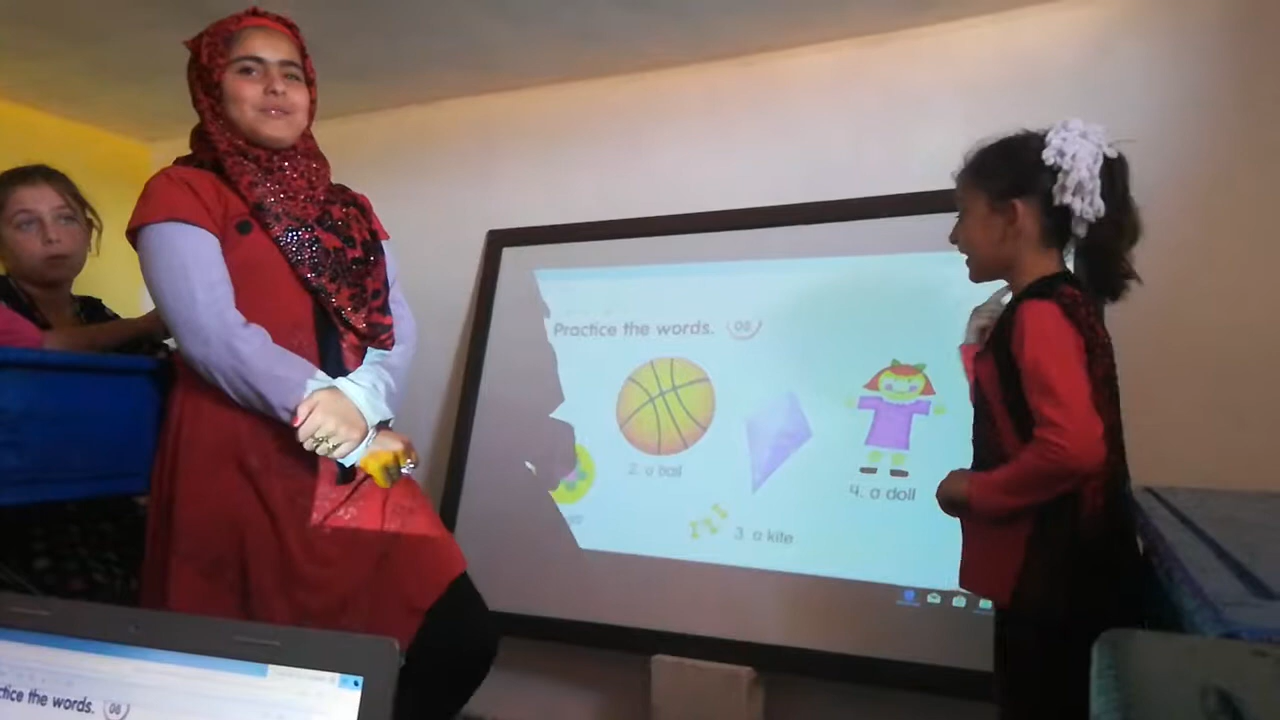 Practice the words. 08
2. a ball
4. a doll
3. a kite
ctice the words. 08